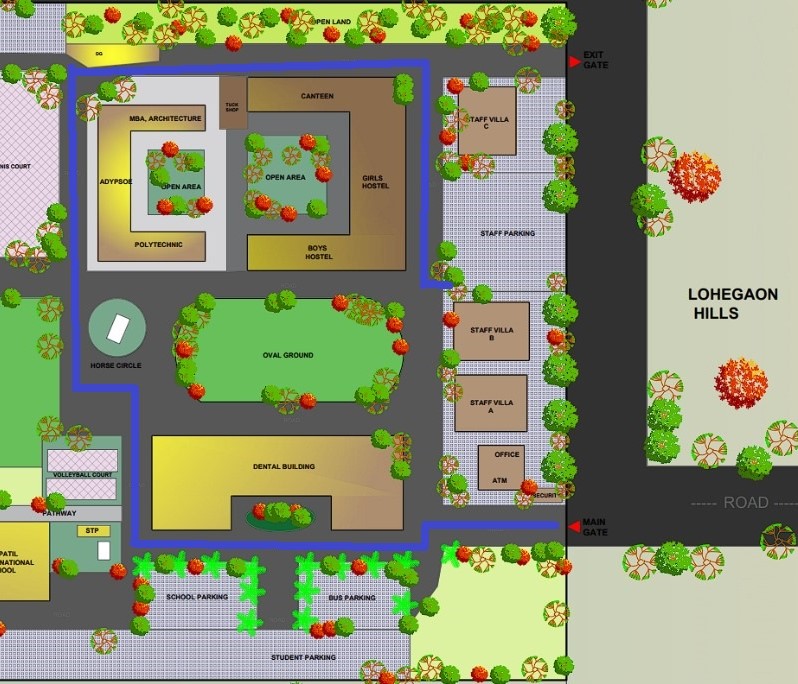 OPEN LAND
DG
EXIT
GATE
CANTEEN
TUCK
SHOP
MBA, ARCHITECTURE
STAFF VILLA
C
NIS COURT
ADYPSOE
OPEN AREA
OPEN AREA
GIRLS
HOSTEL
POLYTECHNIC
BOYS
HOSTEL
STAFF PARKING
LOHEGAON
HILLS
STAFF VILLA
B
OVAL GROUND
HORSE CIRCLE
STAFF VILLA
A
DENTAL BUILDING
OFFICE
ATM
VOLLEYBALL COURT
SECURIT
ROAD
PATHWAY
MAIN
GATE
STP
PATIL
NATIONAL
OOL
SCHOOL PARKING
BUS PARKING
STUDENT PARKING